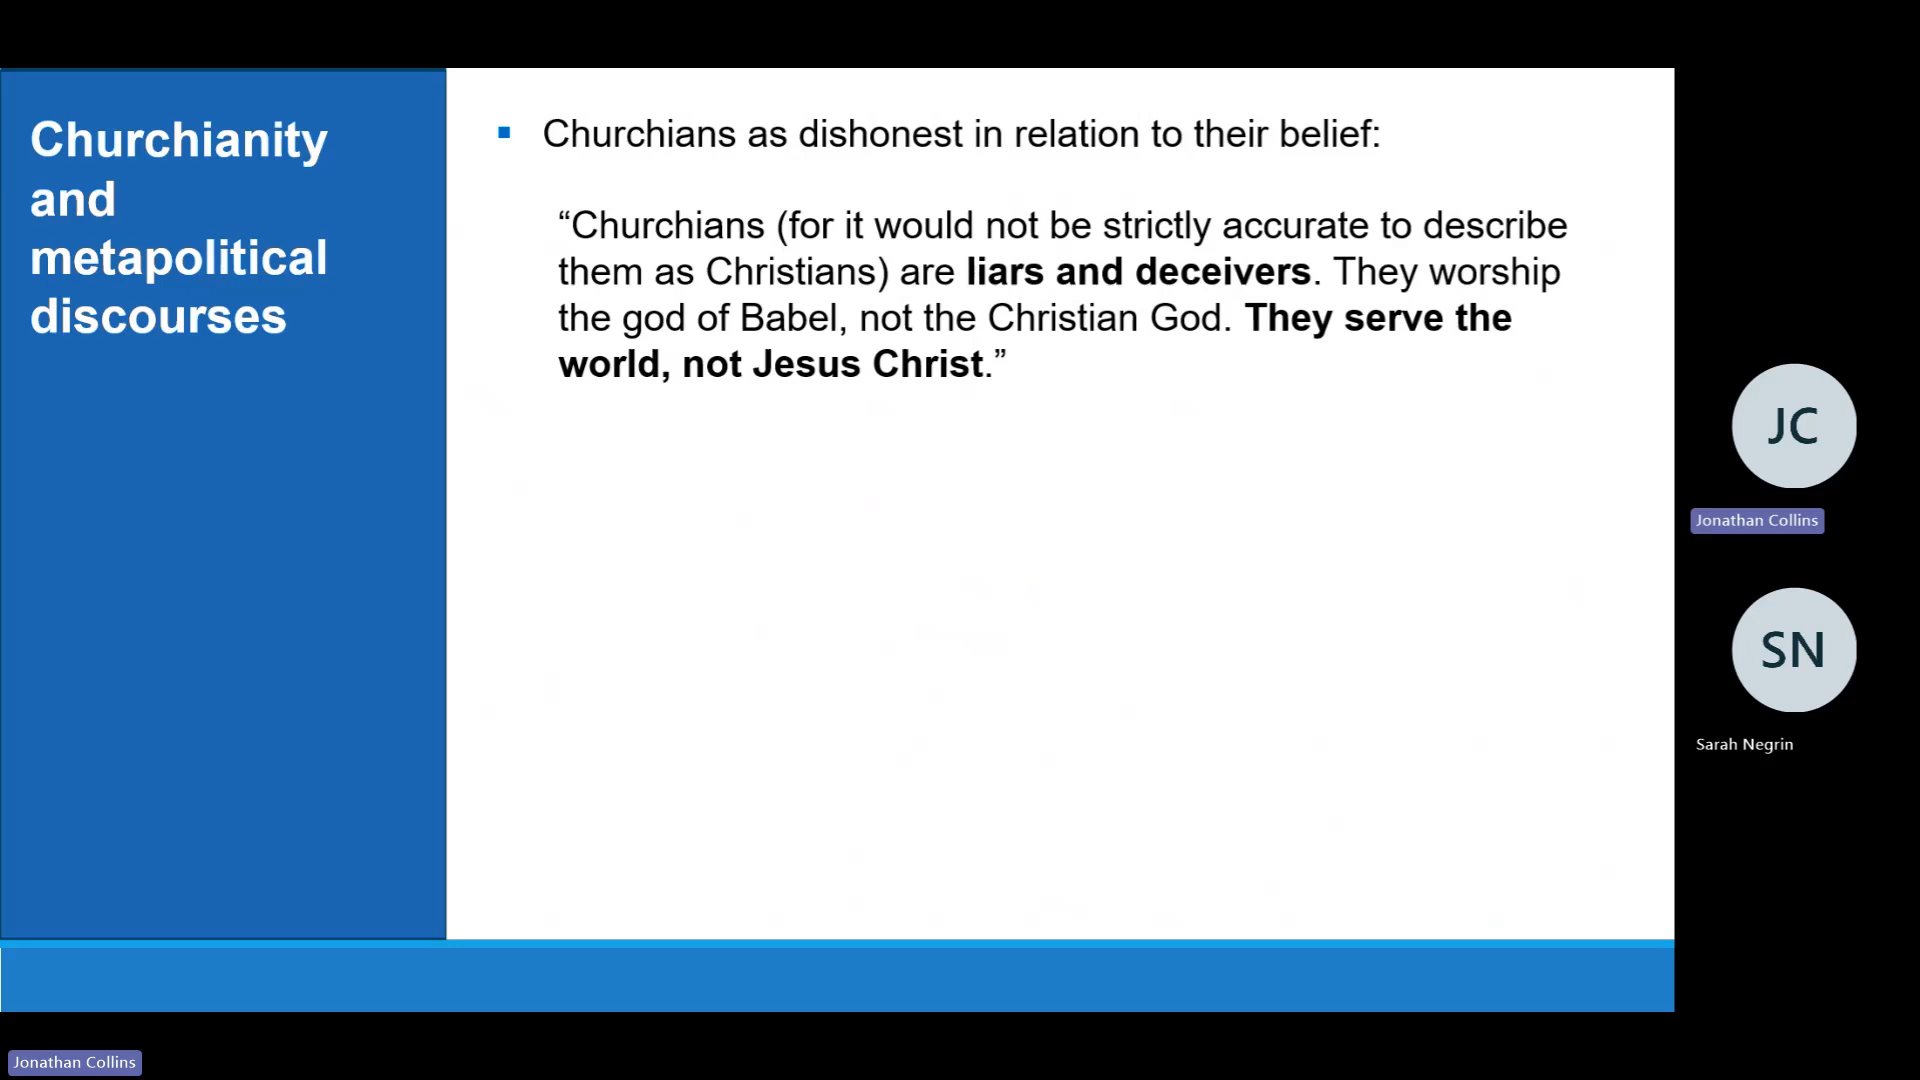 Churchianity
and
metapolitical
discourses
▪ Churchians as dishonest in relation to their belief:
“Churchians (for it would not be strictly accurate to describe
them as Christians) are liars and deceivers. They worship
the god of Babel, not the Christian God. They serve the
world, not Jesus Christ.”
JC
Jonathan Collins
SN
Sarah Negrin
Jonathan Collins